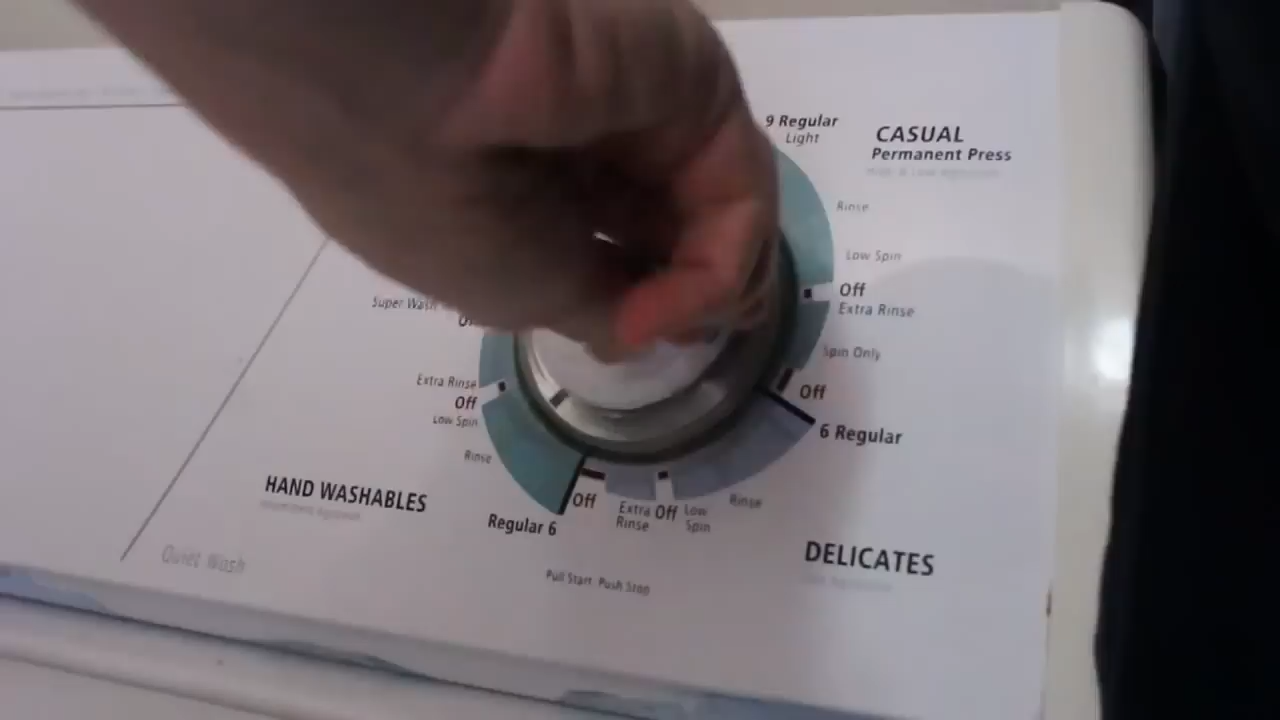 9 Regular
Light
CASUAL
Permanent Press
Rinse
Low Spin
Off
Extra Rinse
Spin Only
Off
6 Regular
Super Wash
Extra Rinse
Off
Low Spin
Rinse
HAND WASHABLES
Regular 6
Off
Extra
Rinse
Off
Low
Spin
Rinse
DELICATES
Quiet Wash
Pull Start Push Stop